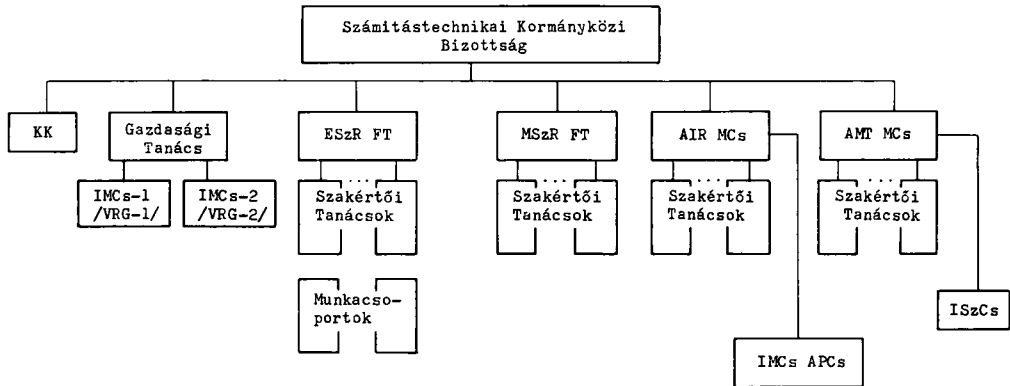 Számitástechnikai Kormányközi
Bizottság
KK
Gazdasági
Tanács
ESzR FT
MSzR FT
AIR MCs
AMT MCs
IMCs-1
/VRG-1/
IMCs-2
/VRG-2/
Szakértői
Tanácsok
Szakértői
Tanácsok
Szakértői
Tanácsok
Szakértői
Tanácsok
Munkacso-
portok
ISzCs
IMCs APCs